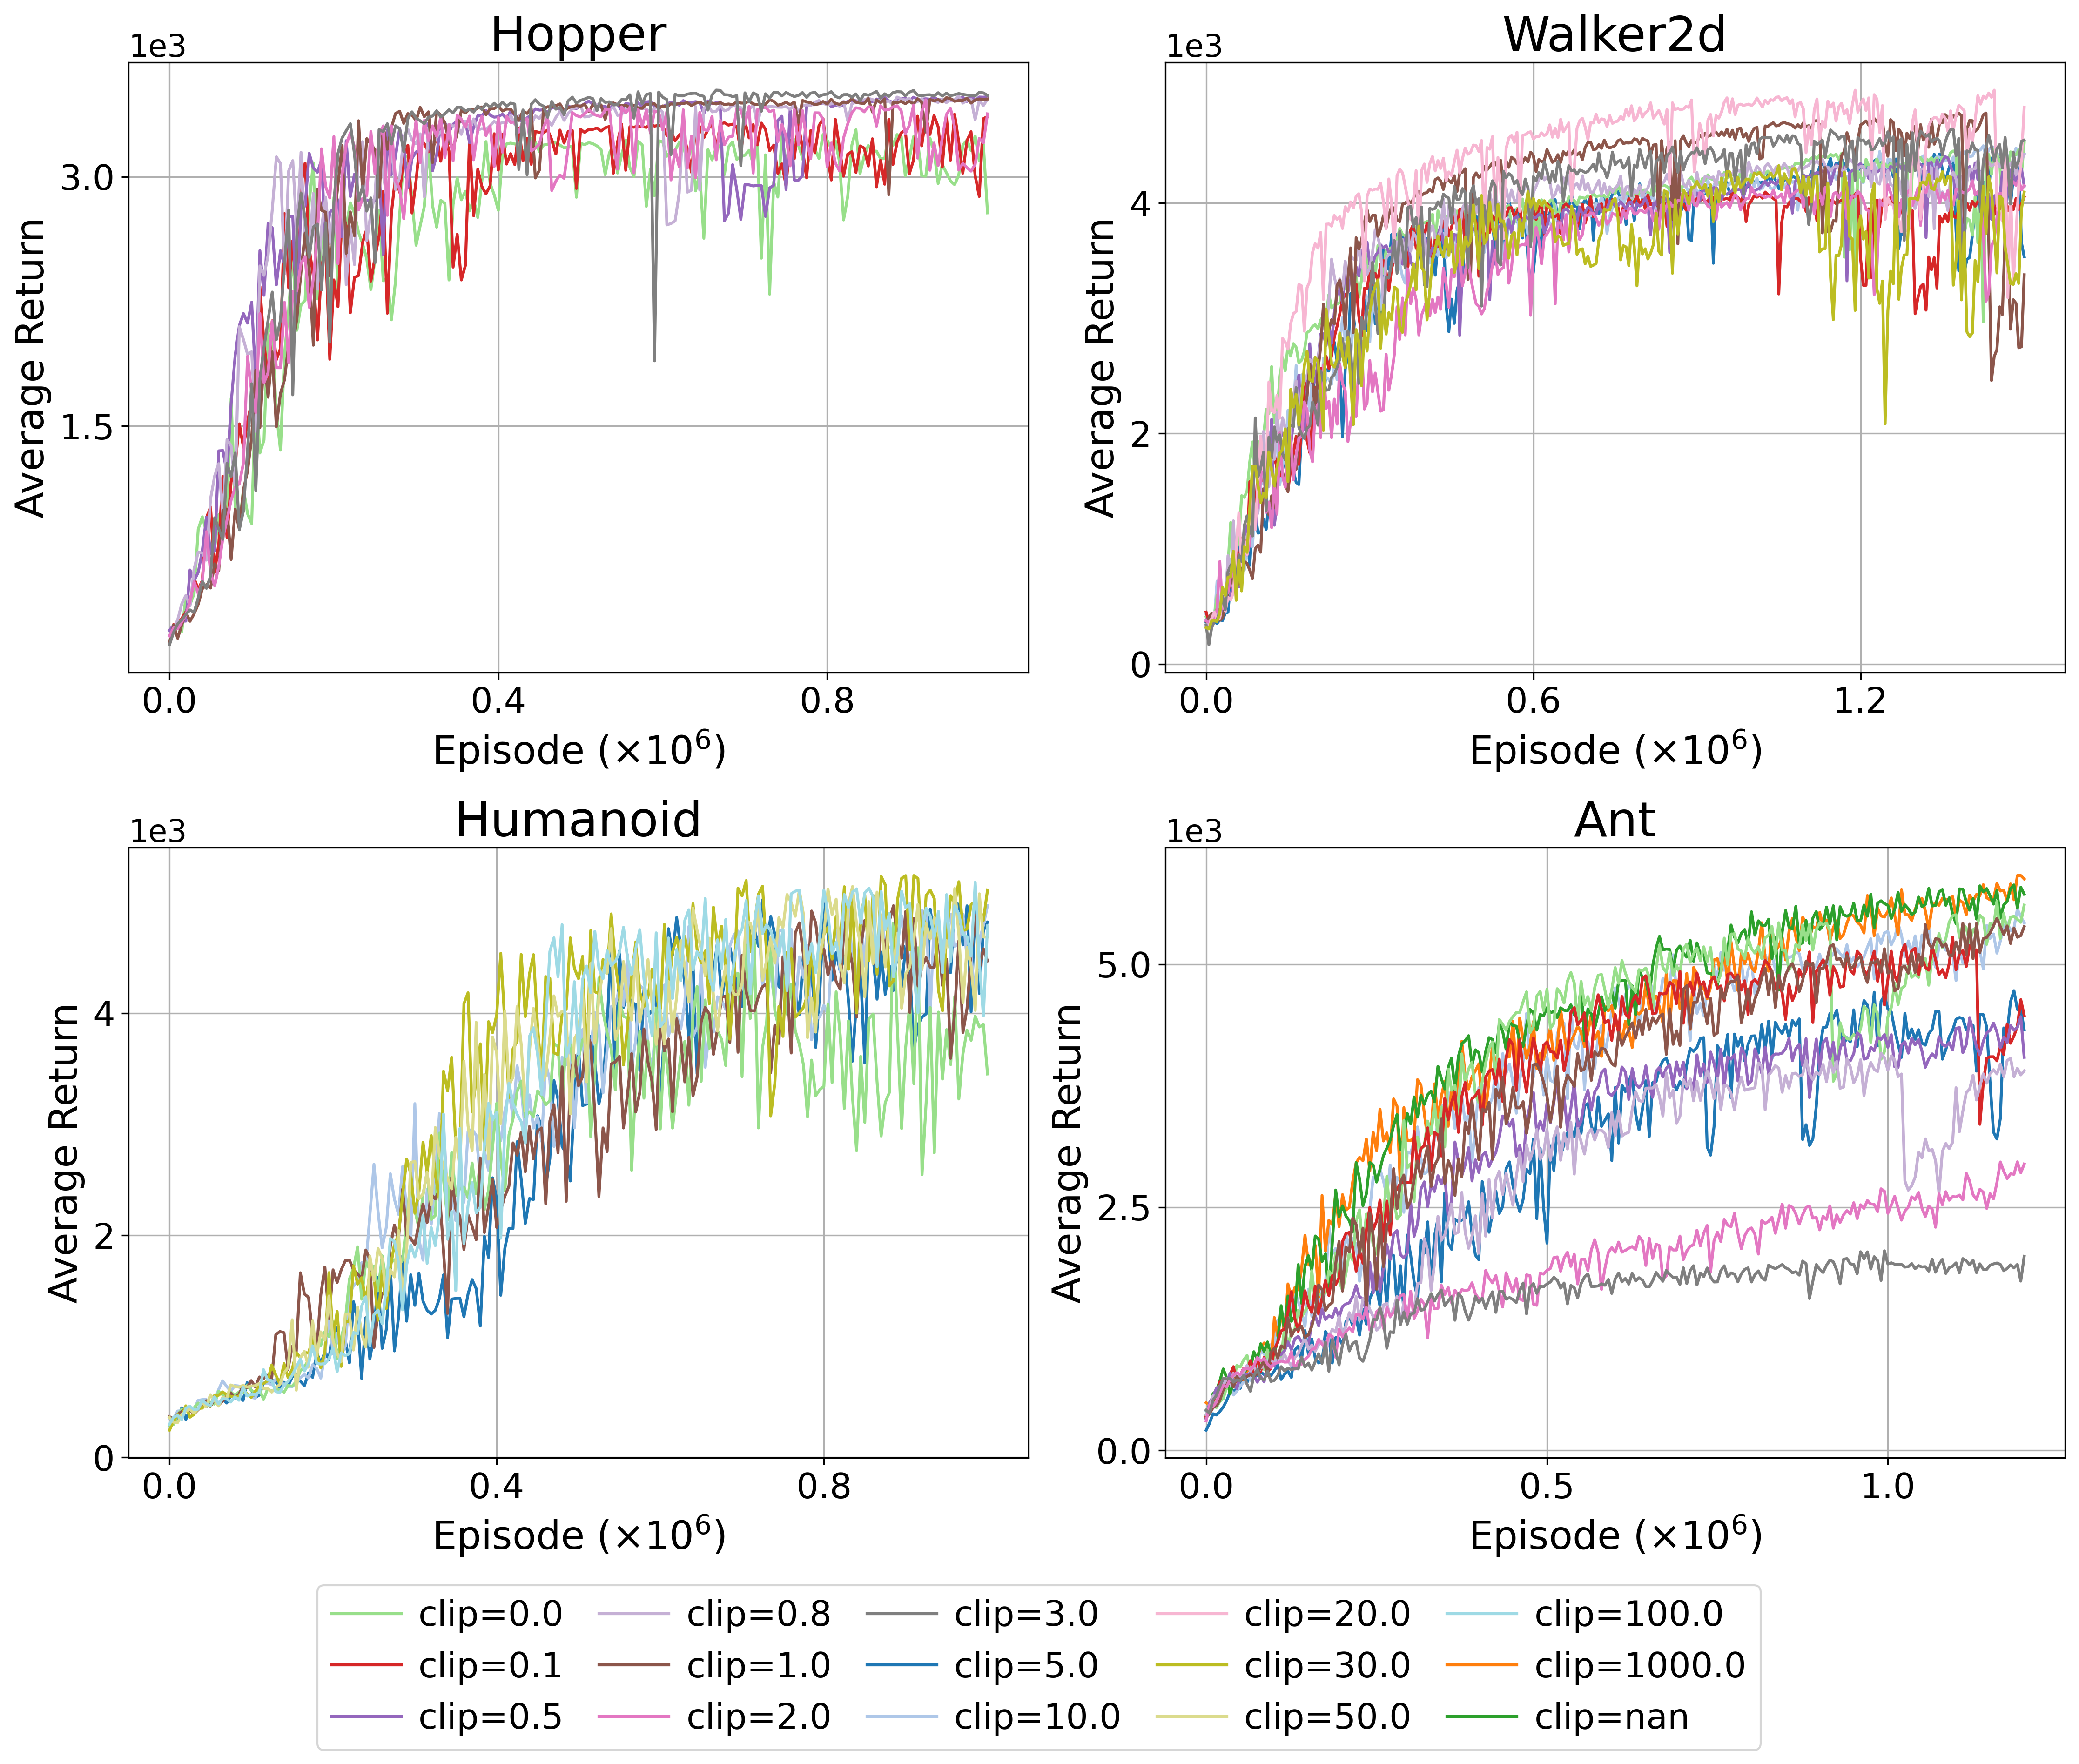 Hopper
1e3
3.0
1.5
Average Return
0.0 0.4 0.8
Episode (×10⁶)
Walker2d
1e3
4
2
0
Average Return
0.0 0.6 1.2
Episode (×10⁶)
Humanoid
1e3
4
2
0
Average Return
0.0 0.4 0.8
Episode (×10⁶)
Ant
1e3
5.0
2.5
0.0
Average Return
0.0 0.5 1.0
Episode (×10⁶)
clip=0.0 clip=0.8 clip=3.0 clip=20.0 clip=100.0
clip=0.1 clip=1.0 clip=5.0 clip=30.0 clip=1000.0
clip=0.5 clip=2.0 clip=10.0 clip=50.0 clip=nan